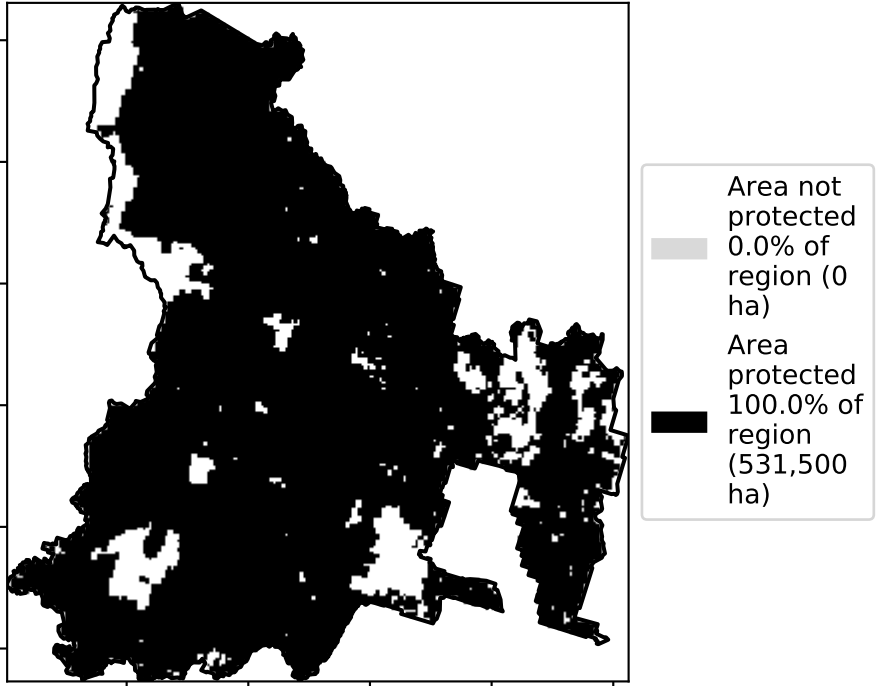 Area not
protected
0.0% of
region (0
ha)
Area
protected
100.0% of
region
(531,500
ha)